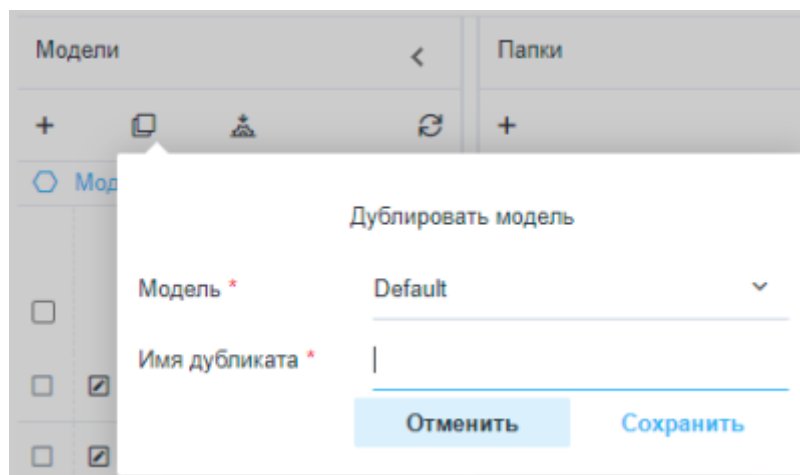 Модели
Папки
Мод
Дублировать модель
Модель *
Default
Имя дубликата *
Отменить
Сохранить